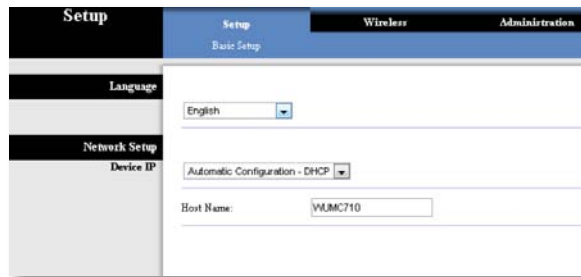 Setup
Setup
Wireless
Administration
Basic Setup
Language
English
Network Setup
Device IP
Automatic Configuration - DHCP
Host Name:
WUMC710